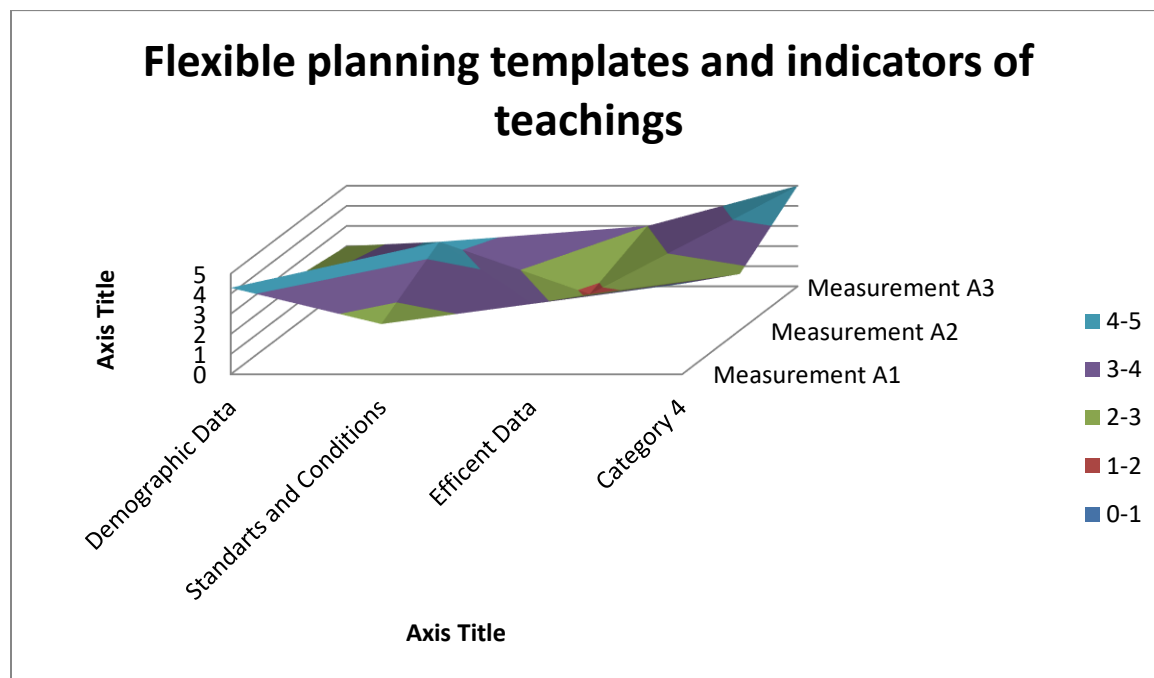 Flexible planning templates and indicators of
teachings
Axis Title
5
4
3
2
1
0
Demographic Data
Standarts and Conditions
Efficent Data
Category 4
Axis Title
Measurement A3
Measurement A2
Measurement A1
4-5
3-4
2-3
1-2
0-1